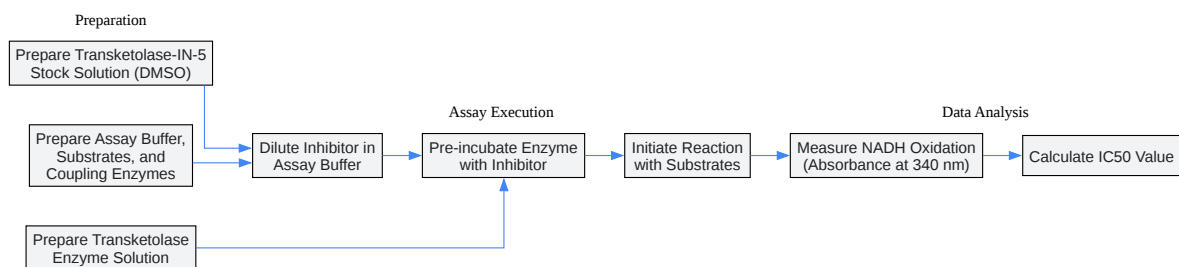 Preparation
Prepare Transketolase-IN-5
Stock Solution (DMSO)
Prepare Assay Buffer,
Substrates, and
Coupling Enzymes
Prepare Transketolase
Enzyme Solution
Dilute Inhibitor in
Assay Buffer
Assay Execution
Pre-incubate Enzyme
with Inhibitor
Initiate Reaction
with Substrates
Data Analysis
Measure NADH Oxidation
(Absorbance at 340 nm)
Calculate IC50 Value